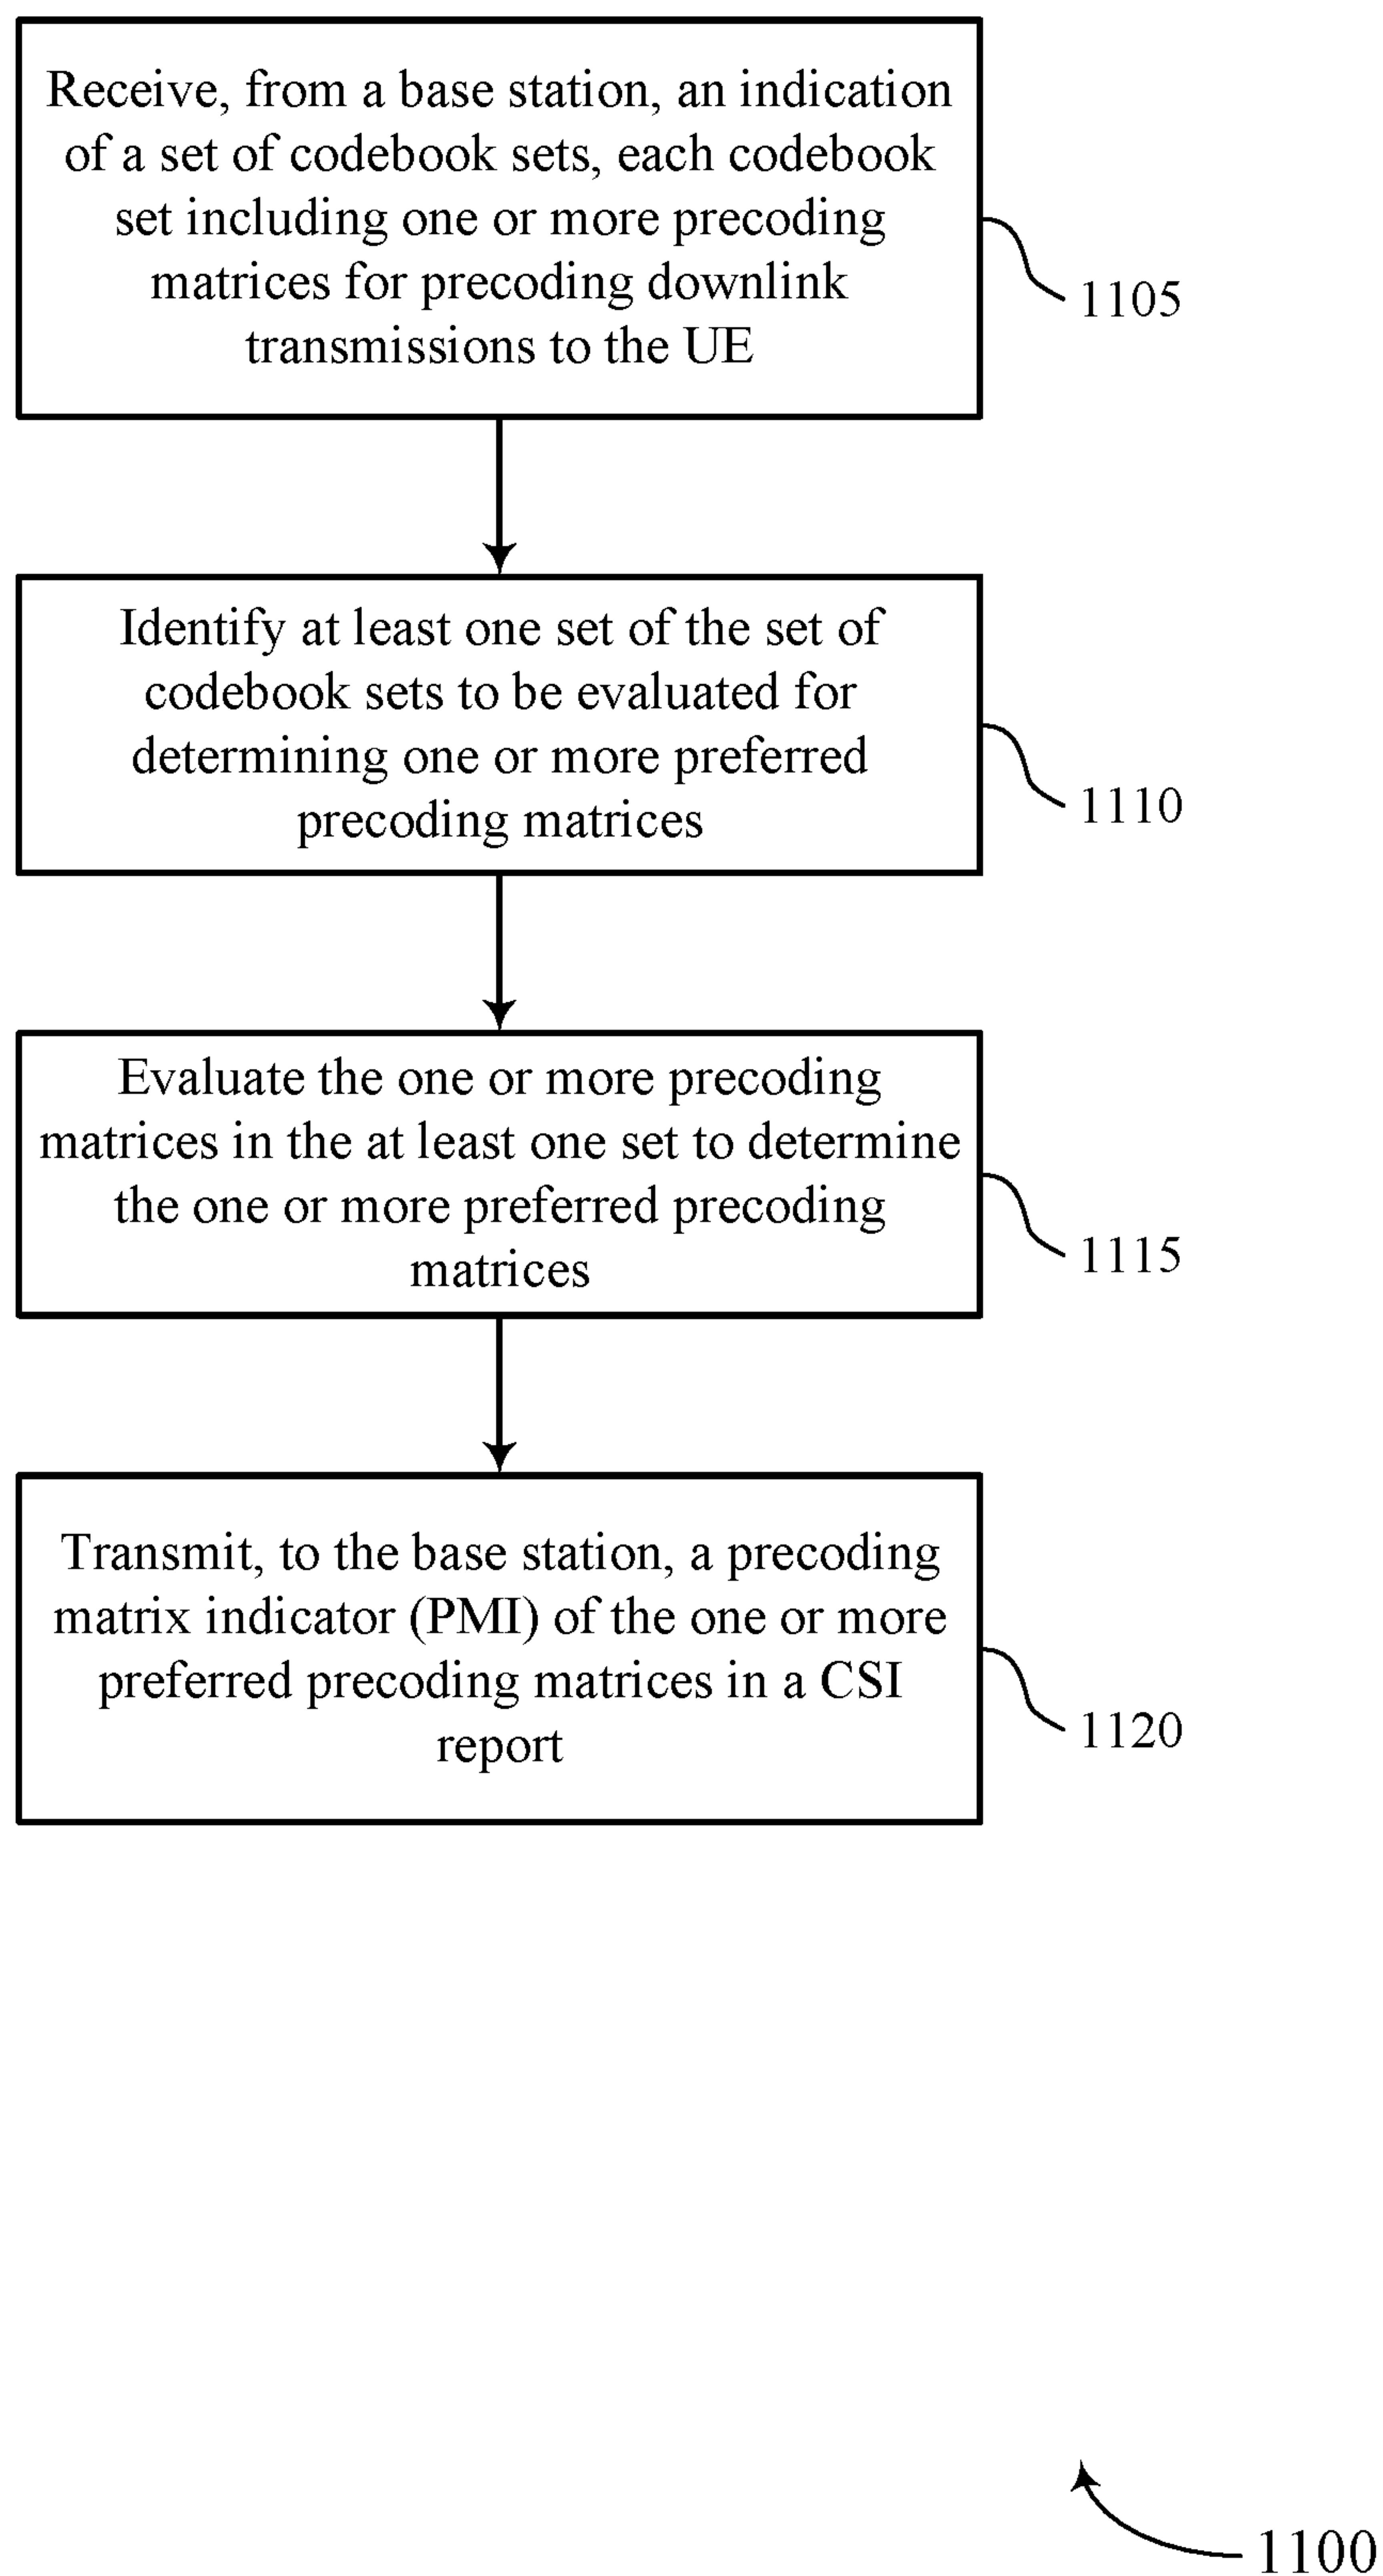 Receive, from a base station, an indication
of a set of codebook sets, each codebook
set including one or more precoding
matrices for precoding downlink
transmissions to the UE
1105
Identify at least one set of the set of
codebook sets to be evaluated for
determining one or more preferred
precoding matrices
1110
Evaluate the one or more precoding
matrices in the at least one set to determine
the one or more preferred precoding
matrices
1115
Transmit, to the base station, a precoding
matrix indicator (PMI) of the one or more
preferred precoding matrices in a CSI
report
1120
1100